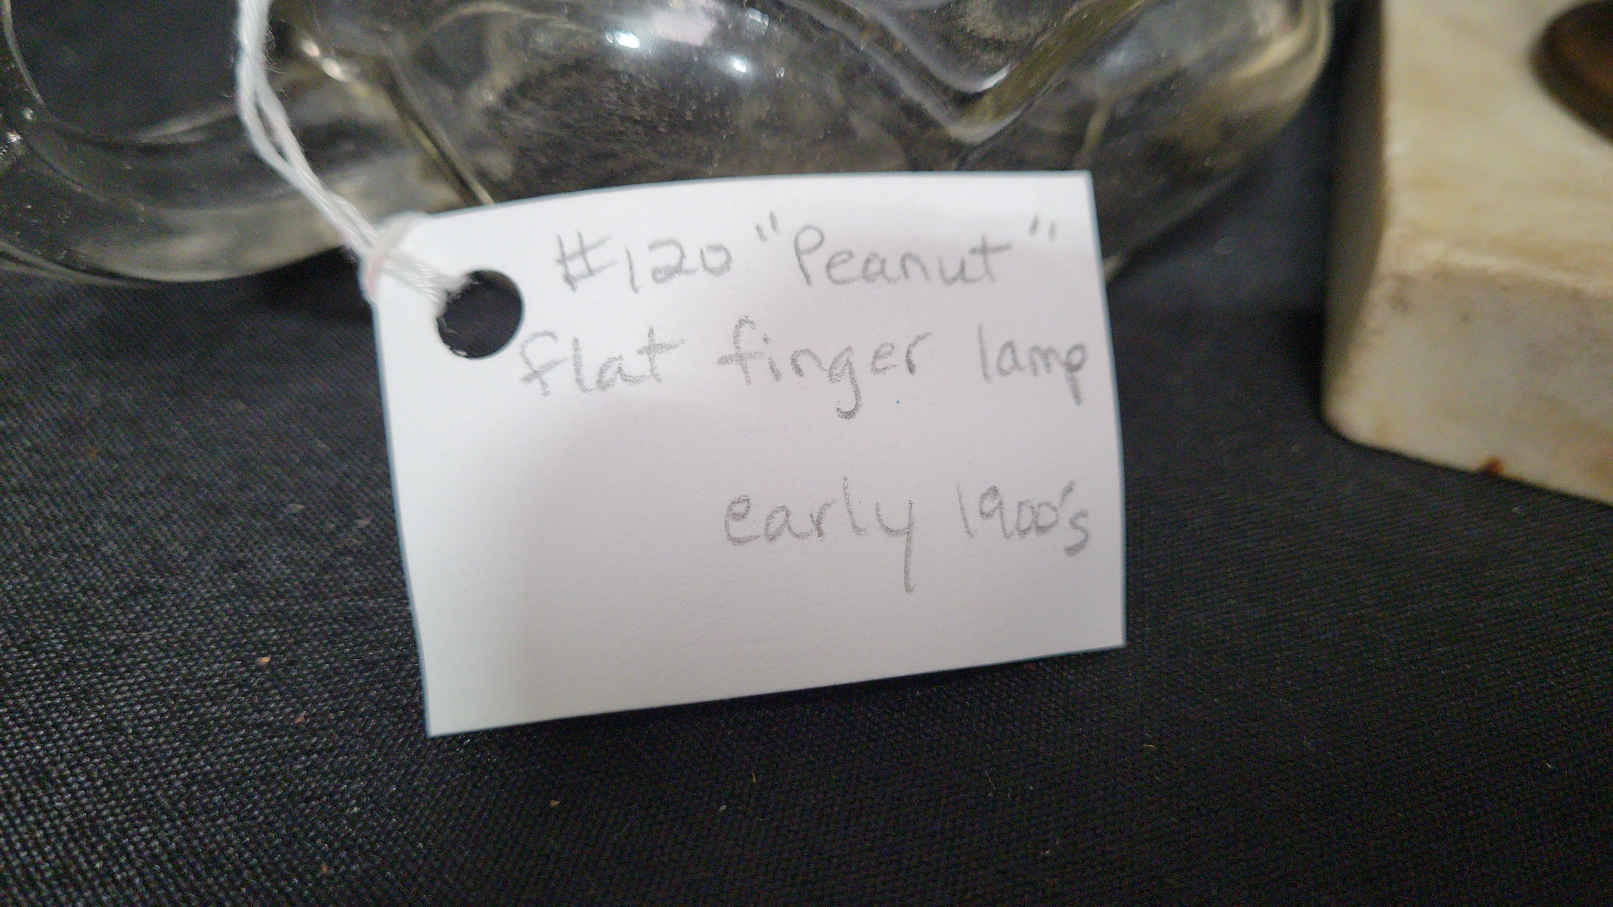 #120 "Peanut"
flat finger lamp
early 1900's